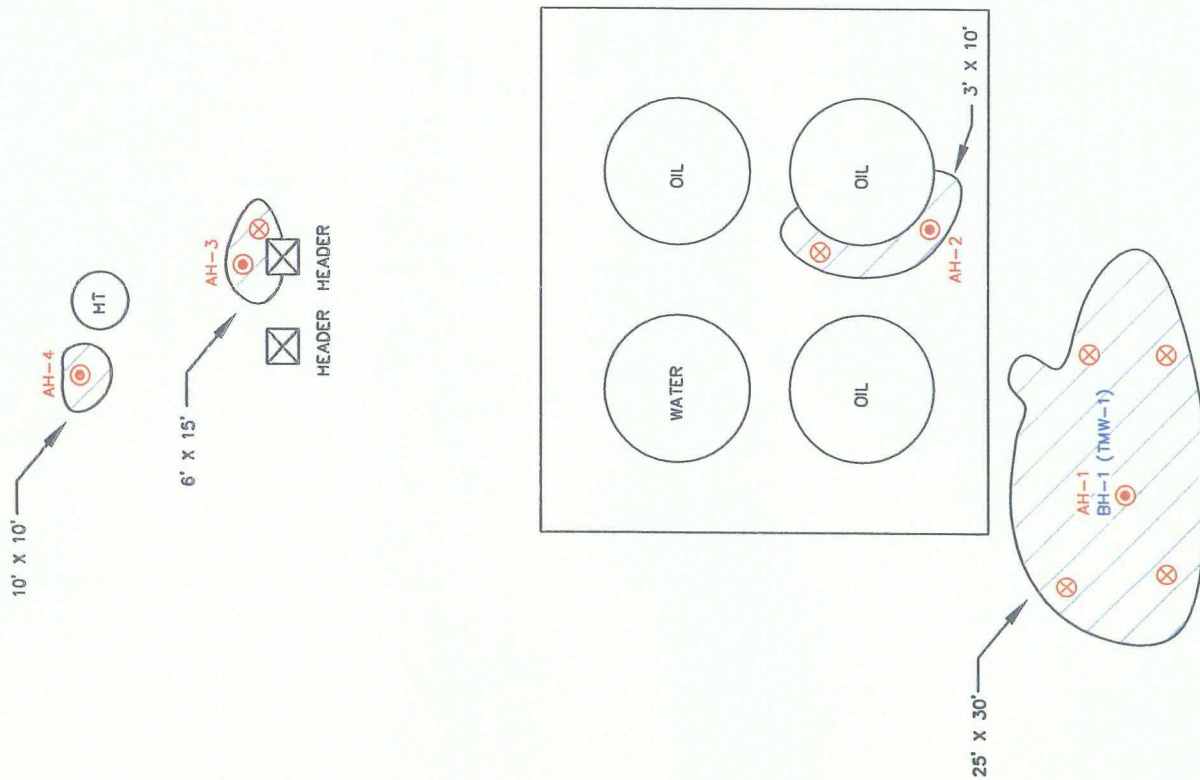 10' X 10'
AH-4
MT
6' X 15'
AH-3
HEADER
HEADER
WATER
OIL
OIL
OIL
AH-2
3' X 10'
25' X 30'
AH-1
BH-1 (TMW-1)